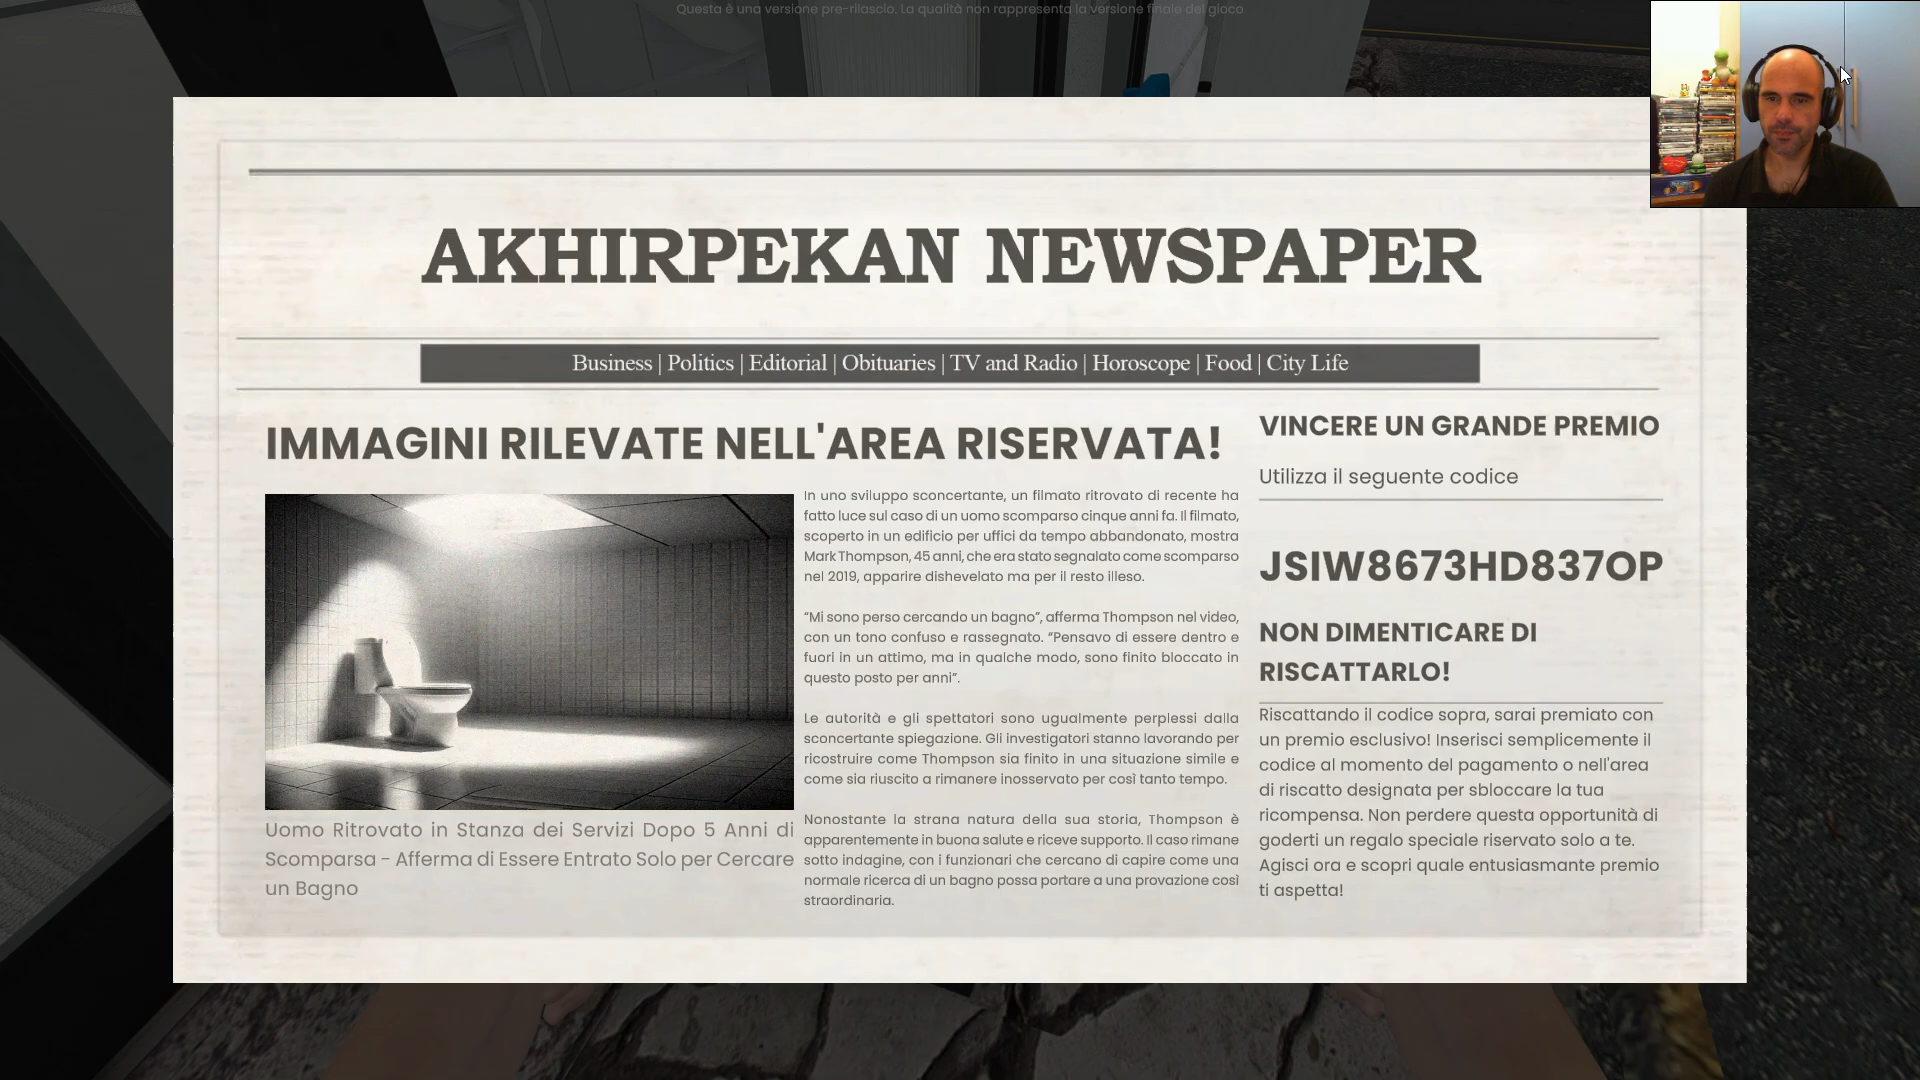 Questa è una versione pre-rilascio. La qualità non rappresenta la versione finale del gioco
AKHIRPEKAN NEWSPAPER
Business | Politics | Editorial | Obituaries | TV and Radio | Horoscope | Food | City Life
IMMAGINI RILEVATE NELL'AREA RISERVATA!
Uomo Ritrovato in Stanza dei Servizi Dopo 5 Anni di
Scomparsa - Afferma di Essere Entrato Solo per Cercare
un Bagno
In uno sviluppo sconcertante, un filmato ritrovato di recente ha
fatto luce sul caso di un uomo scomparso cinque anni fa. Il filmato,
scoperto in un edificio per uffici da tempo abbandonato, mostra
Mark Thompson, 45 anni, che era stato segnalato come scomparso
nel 2019, apparire dishevelato ma per il resto illeso.
“Mi sono perso cercando un bagno”, afferma Thompson nel video,
con un tono confuso e rassegnato. “Pensavo di essere dentro e
fuori in un attimo, ma in qualche modo, sono finito bloccato in
questo posto per anni”.
Le autorità e gli spettatori sono ugualmente perplessi dalla
sconcertante spiegazione. Gli investigatori stanno lavorando per
ricostruire come Thompson sia finito in una situazione simile e
come sia riuscito a rimanere inosservato per così tanto tempo.
Nonostante la strana natura della sua storia, Thompson è
apparentemente in buona salute e riceve supporto. Il caso rimane
sotto indagine, con i funzionari che cercano di capire come una
normale ricerca di un bagno possa portare a una provazione così
straordinaria.
VINCERE UN GRANDE PREMIO
Utilizza il seguente codice
JSIW8673HD837OP
NON DIMENTICARE DI
RISCATTARLO!
Riscattando il codice sopra, sarai premiato con
un premio esclusivo! Inserisci semplicemente il
codice al momento del pagamento o nell'area
di riscatto designata per sbloccare la tua
ricompensa. Non perdere questa opportunità di
goderti un regalo speciale riservato solo a te.
Agisci ora e scopri quale entusiasmante premio
ti aspetta!